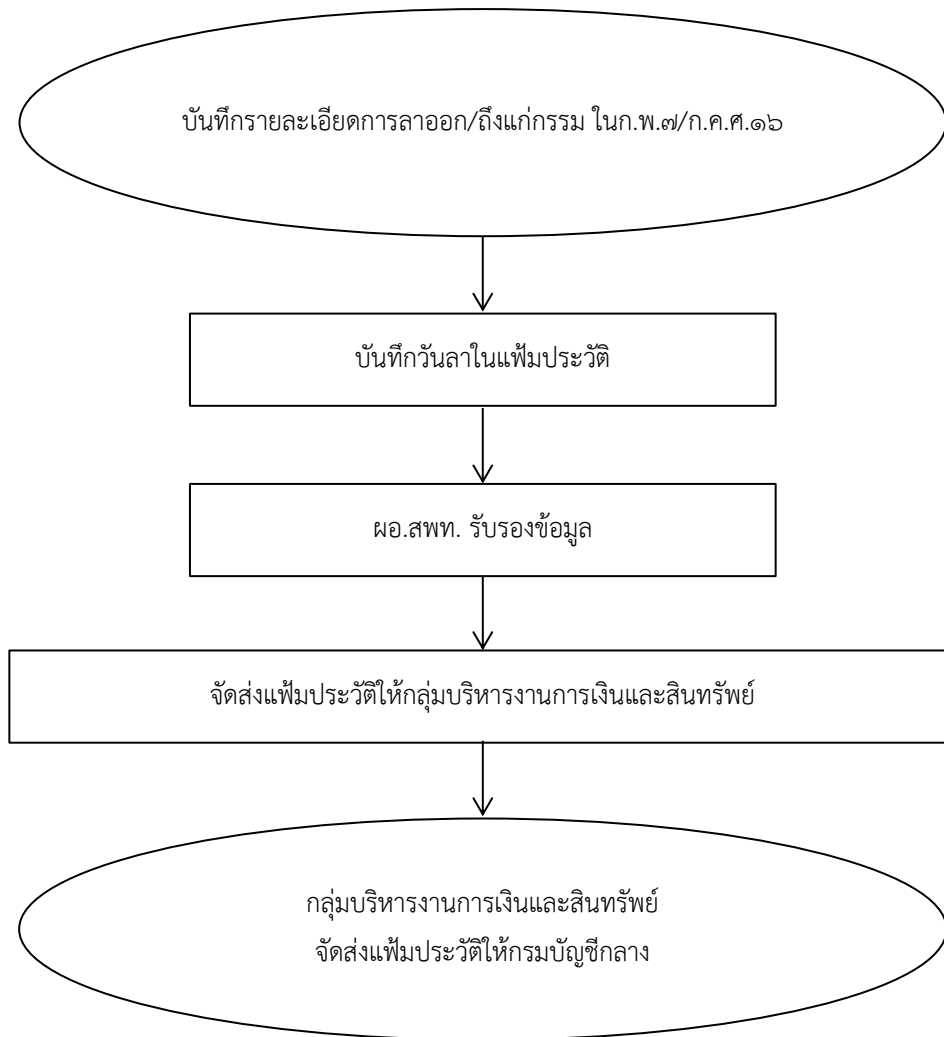 บันทึกรายละเอียดการลาออก/ถึงแก่กรรม ในก.พ.๗/ก.ค.ศ.๑๖
บันทึกวันลาในแฟ้มประวัติ
ผอ.สพท. รับรองข้อมูล
จัดส่งแฟ้มประวัติให้กลุ่มบริหารงานการเงินและสินทรัพย์
กลุ่มบริหารงานการเงินและสินทรัพย์
จัดส่งแฟ้มประวัติให้กรมบัญชีกลาง